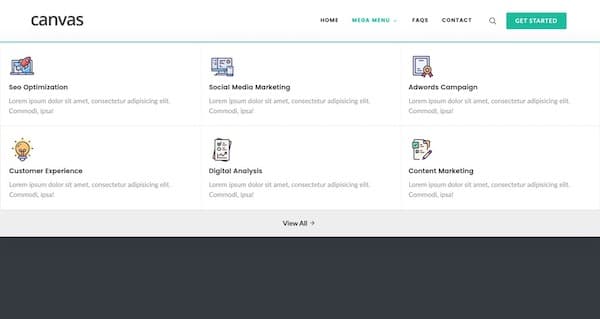 canvas
HOME MEGA MENU FAQS CONTACT GET STARTED
Seo Optimization
Lorem ipsum dolor sit amet, consectetur adipisicing elit.
Commodi, ipsa!
Social Media Marketing
Lorem ipsum dolor sit amet, consectetur adipisicing elit.
Commodi, ipsa!
Adwords Campaign
Lorem ipsum dolor sit amet, consectetur adipisicing elit.
Commodi, ipsa!
Customer Experience
Lorem ipsum dolor sit amet, consectetur adipisicing elit.
Commodi, ipsa!
Digital Analysis
Lorem ipsum dolor sit amet, consectetur adipisicing elit.
Commodi, ipsa!
Content Marketing
Lorem ipsum dolor sit amet, consectetur adipisicing elit.
Commodi, ipsa!
View All →